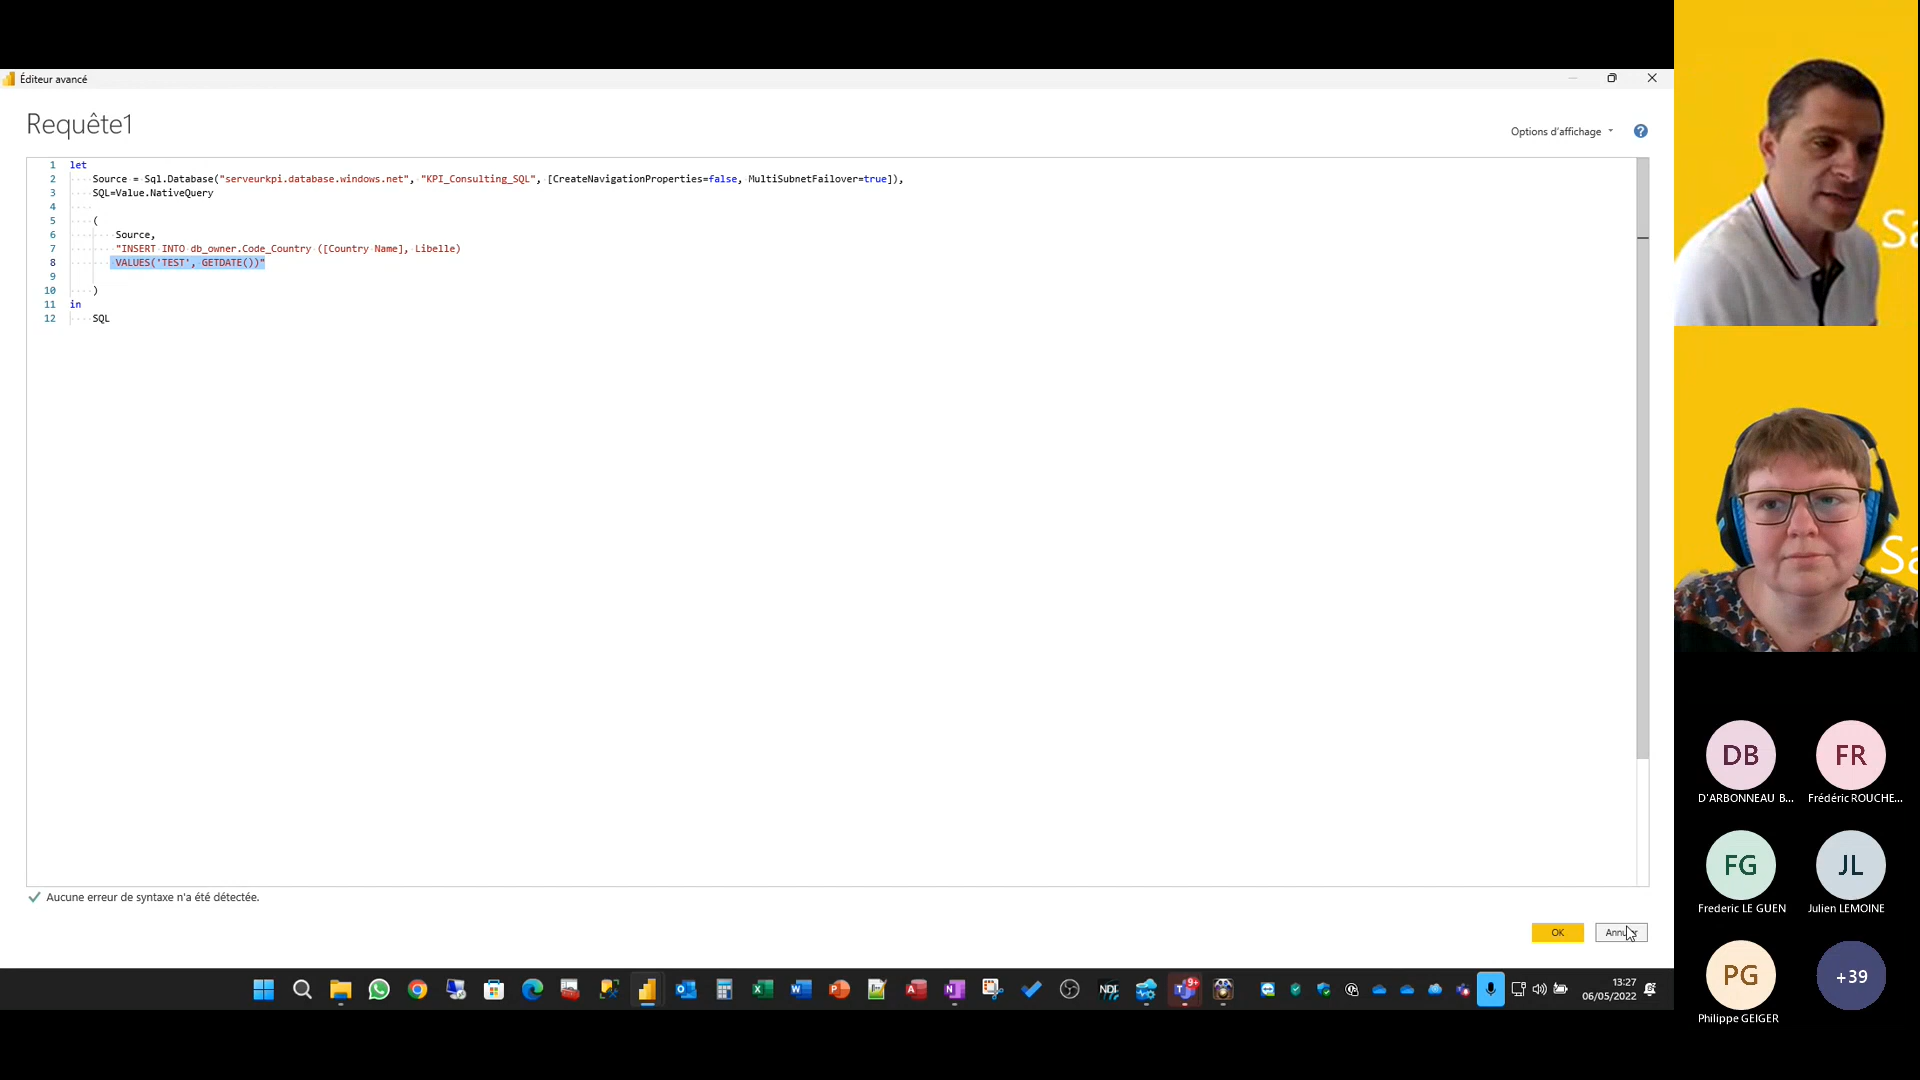 Éditeur avancé
Requête1
Options d'affichage
?
1 let
2 Source = Sql.Database("serveurkpi.database.windows.net", "KPI_Consulting_SQL", [CreateNavigationProperties=false, MultiSubnetFailover=true]),
3 SQL=Value.NativeQuery
4
5 (
6 Source,
7 "INSERT INTO db_owner.Code_Country ([Country Name], Libelle)
8 VALUES('TEST', GETDATE())"
9
10 )
11 in
12 SQL
Aucune erreur de syntaxe n'a été détectée.
OK
Sa
Sa
DB
FR
D'ARBONNEAU B...
Frédéric ROUCHE...
FG
JL
Frederic LE GUEN
Julien LEMOINE
PG
+39
Philippe GEIGER
NDI
9+
13:27
06/05/2022